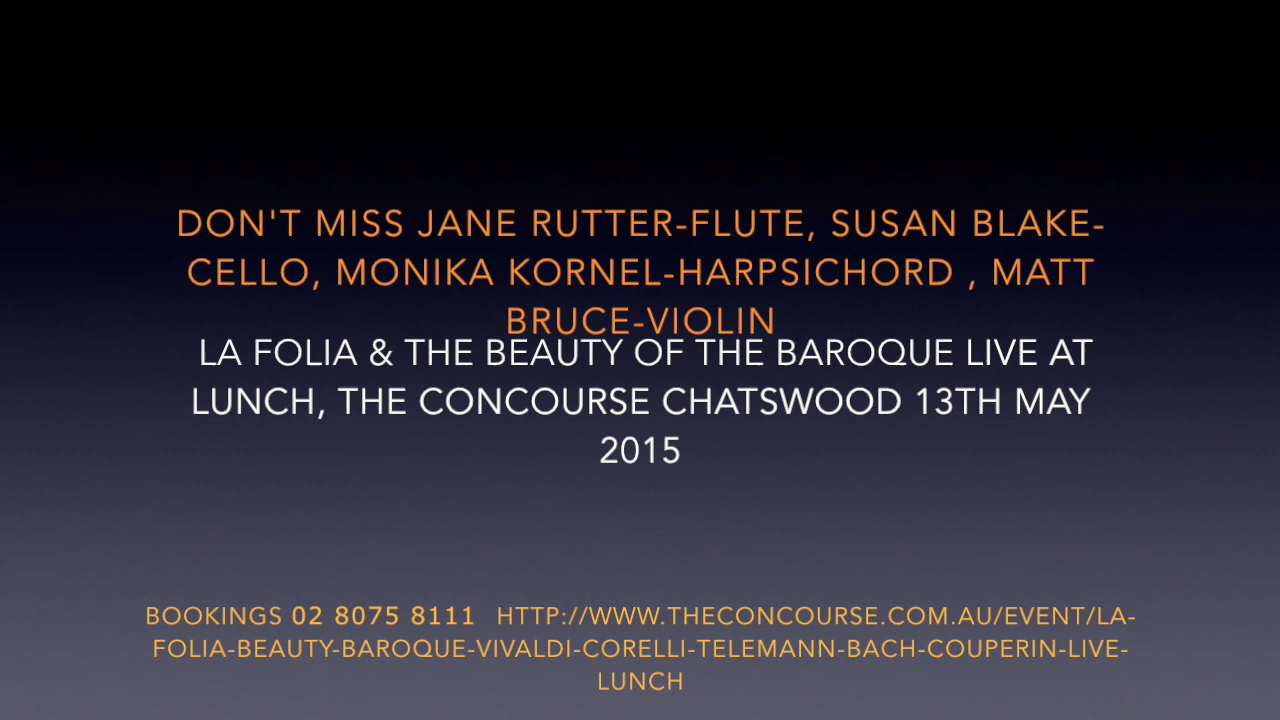 DON'T MISS JANE RUTTER-FLUTE, SUSAN BLAKE-
CELLO, MONIKA KORNEL-HARPSICHORD , MATT
BRUCE-VIOLIN
LA FOLIA & THE BEAUTY OF THE BAROQUE LIVE AT
LUNCH, THE CONCOURSE CHATSWOOD 13TH MAY
2015
BOOKINGS 02 8075 8111 HTTP://WWW.THECONCOURSE.COM.AU/EVENT/LA-
FOLIA-BEAUTY-BAROQUE-VIVALDI-CORELLI-TELEMANN-BACH-COUPERIN-LIVE-
LUNCH